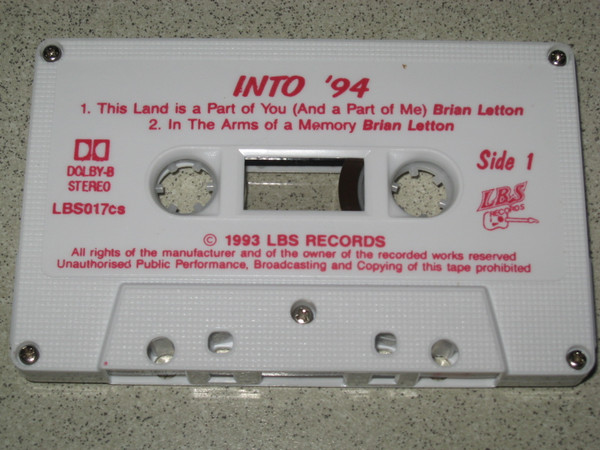 INTO '94
1. This Land is a Part of You (And a Part of Me) Brian Letton
2. In The Arms of a Memory Brian Letton
DOLBY-B
STEREO
LBS017cs
Side 1
LBS
RECORDS
© 1993 LBS RECORDS
All rights of the manufacturer and of the owner of the recorded works reserved
Unauthorised Public Performance, Broadcasting and Copying of this tape prohibited